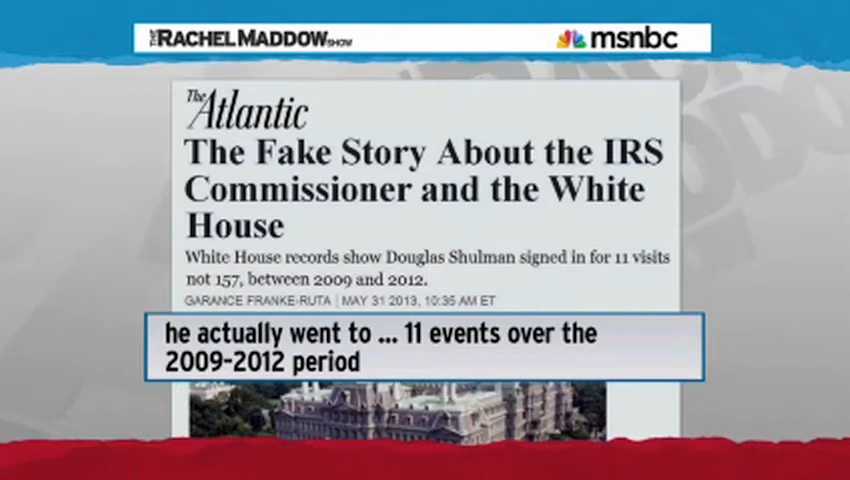 THE RACHEL MADDOW SHOW
msnbc
The Atlantic
The Fake Story About the IRS
Commissioner and the White
House
White House records show Douglas Shulman signed in for 11 visits
not 157, between 2009 and 2012.
GARANCE FRANKE-RUTA | MAY 31 2013, 10:35 AM ET
he actually went to ... 11 events over the
2009-2012 period